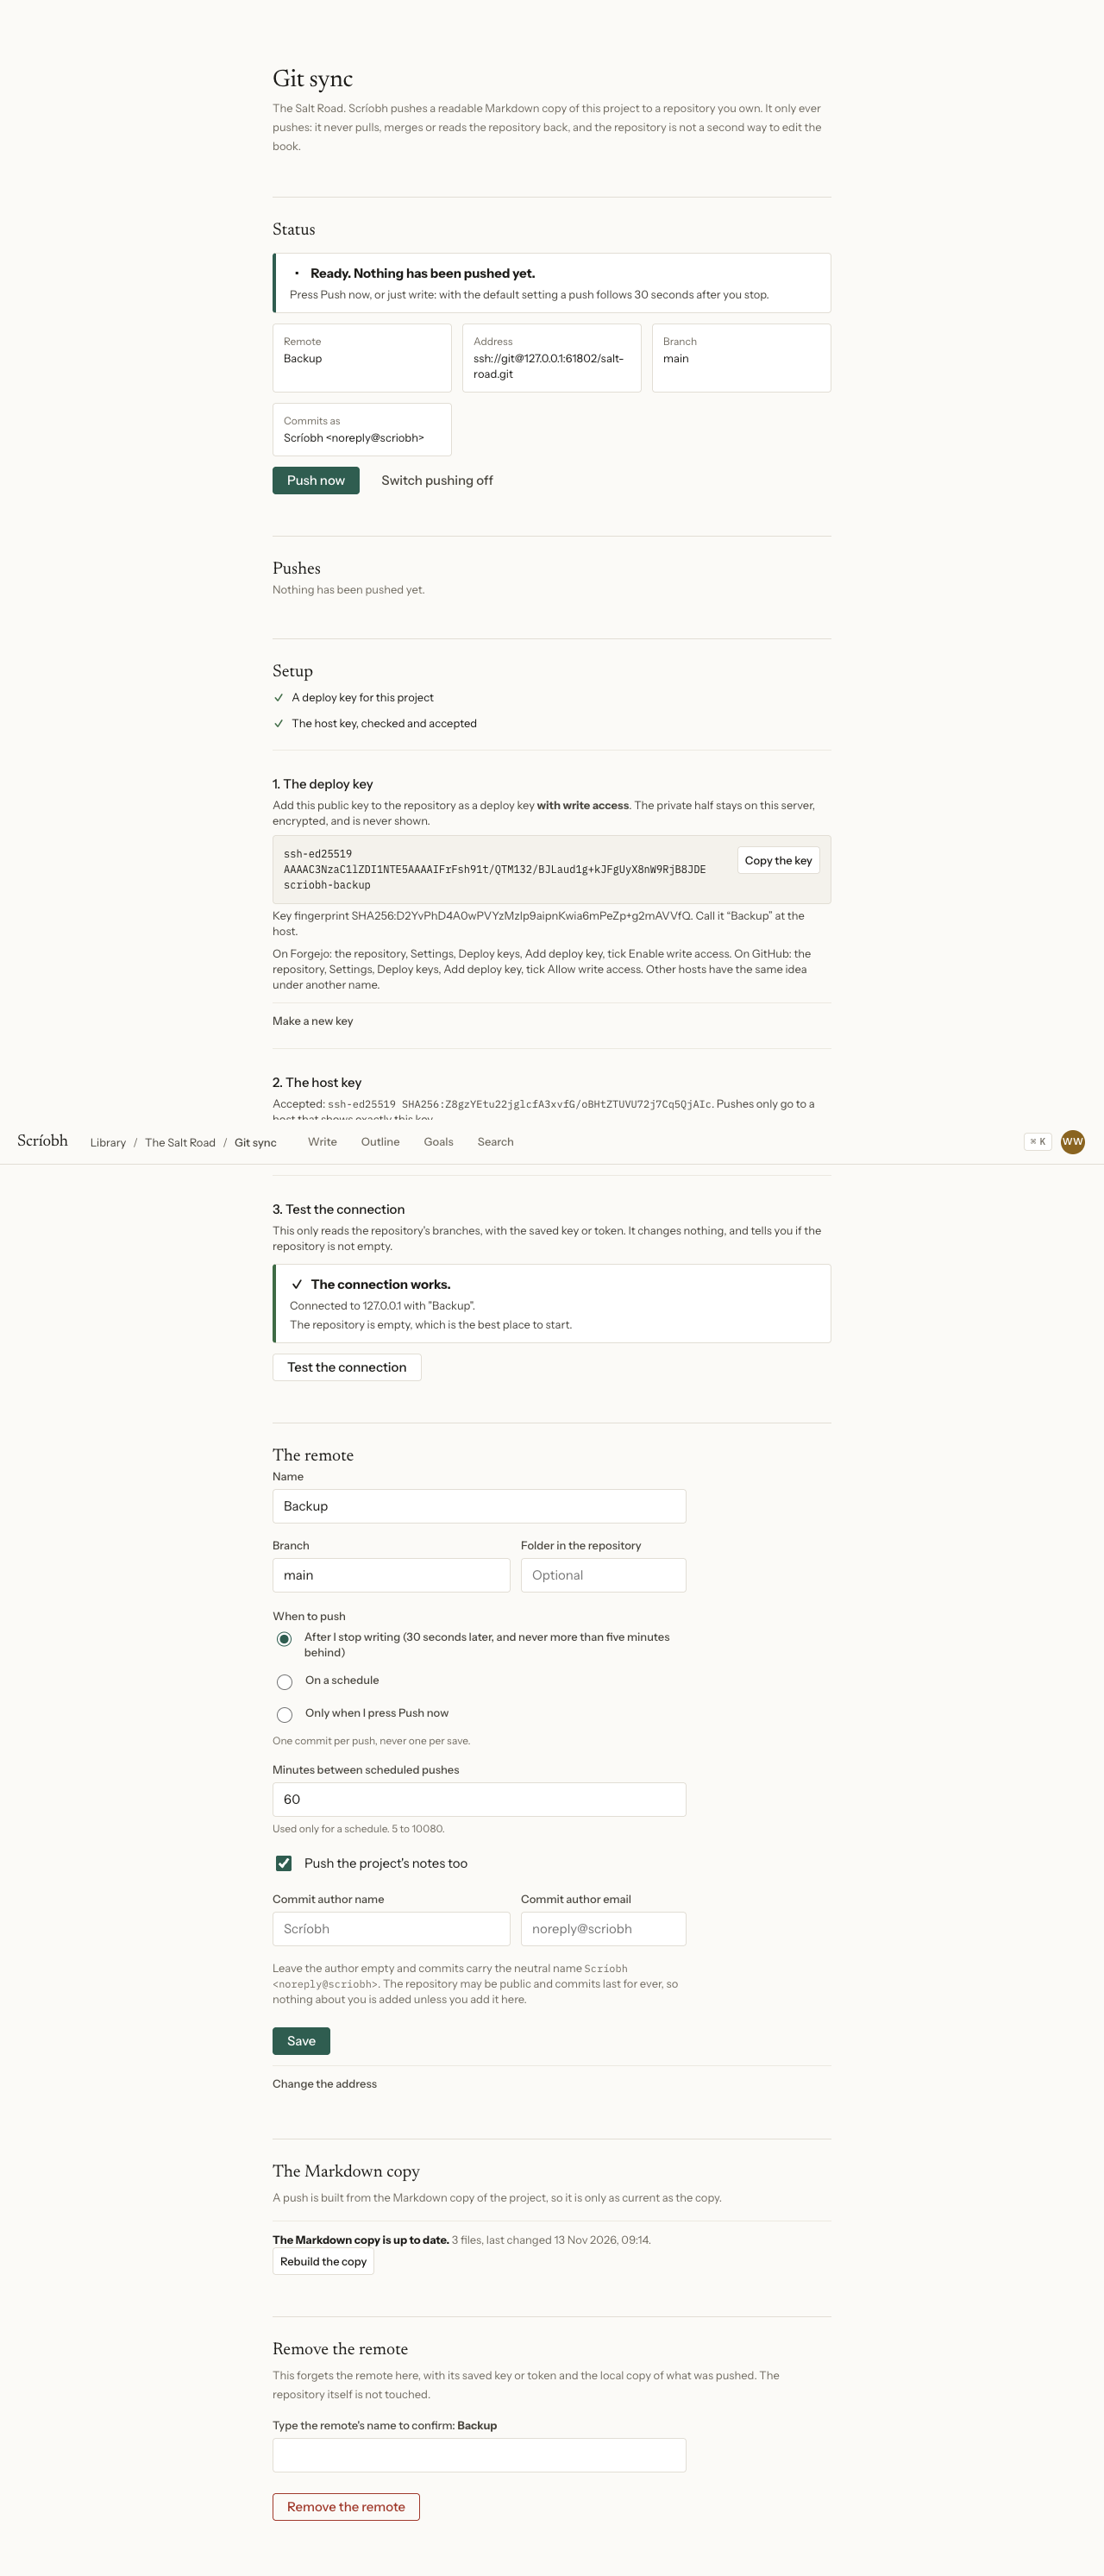 Git sync
The Salt Road. Scríobh pushes a readable Markdown copy of this project to a repository you own. It only ever
pushes: it never pulls, merges or reads the repository back, and the repository is not a second way to edit the
book.
Status
Ready. Nothing has been pushed yet.
Press Push now, or just write: with the default setting a push follows 30 seconds after you stop.
Remote
Backup
Address
ssh://git@127.0.0.1:61802/salt-
road.git
Branch
main
Commits as
Scríobh <noreply@scriobh>
Push now
Switch pushing off
Pushes
Nothing has been pushed yet.
Setup
A deploy key for this project
The host key, checked and accepted
1. The deploy key
Add this public key to the repository as a deploy key with write access. The private half stays on this server,
encrypted, and is never shown.
ssh-ed25519
AAAAC3NzaC1lZDI1NTE5AAAAIFrFsh91t/QTM132/BJLaud1g+kJFgUyX8nW9RjB8JDE
scriobh-backup
Copy the key
Key fingerprint SHA256:D2YvPhD4A0wPVYzMzIp9aipnKwia6mPeZp+g2mAVVfQ. Call it “Backup” at the
host.
On Forgejo: the repository, Settings, Deploy keys, Add deploy key, tick Enable write access. On GitHub: the
repository, Settings, Deploy keys, Add deploy key, tick Allow write access. Other hosts have the same idea
under another name.
Make a new key
2. The host key
Accepted: ssh-ed25519 SHA256:Z8gzYEtu22jglcfA3xvfG/oBHtZTUVU72j7Cq5QjAIc. Pushes only go to a
host that shows exactly this key
Scríobh
Library / The Salt Road / Git sync
Write
Outline
Goals
Search
⌘ K
WW
3. Test the connection
This only reads the repository's branches, with the saved key or token. It changes nothing, and tells you if the
repository is not empty.
The connection works.
Connected to 127.0.0.1 with "Backup".
The repository is empty, which is the best place to start.
Test the connection
The remote
Name
Backup
Branch
main
Folder in the repository
Optional
When to push
After I stop writing (30 seconds later, and never more than five minutes
behind)
On a schedule
Only when I press Push now
One commit per push, never one per save.
Minutes between scheduled pushes
60
Used only for a schedule. 5 to 10080.
Push the project's notes too
Commit author name
Scríobh
Commit author email
noreply@scriobh
Leave the author empty and commits carry the neutral name Scríobh
<noreply@scriobh>. The repository may be public and commits last for ever, so
nothing about you is added unless you add it here.
Save
Change the address
The Markdown copy
A push is built from the Markdown copy of the project, so it is only as current as the copy.
The Markdown copy is up to date. 3 files, last changed 13 Nov 2026, 09:14.
Rebuild the copy
Remove the remote
This forgets the remote here, with its saved key or token and the local copy of what was pushed. The
repository itself is not touched.
Type the remote's name to confirm: Backup
Remove the remote